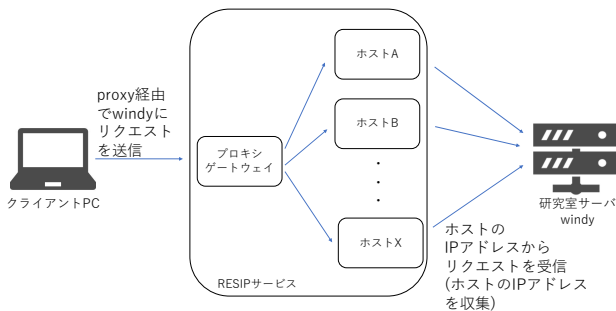 proxy経由
でwindyに
リクエスト
を送信
クライアントPC
プロキシ
ゲートウェイ
ホストA
ホストB
ホストX
RESIPサービス
研究室サーバ
windy
ホストの
IPアドレスから
リクエストを受信
(ホストのIPアドレス
を収集)